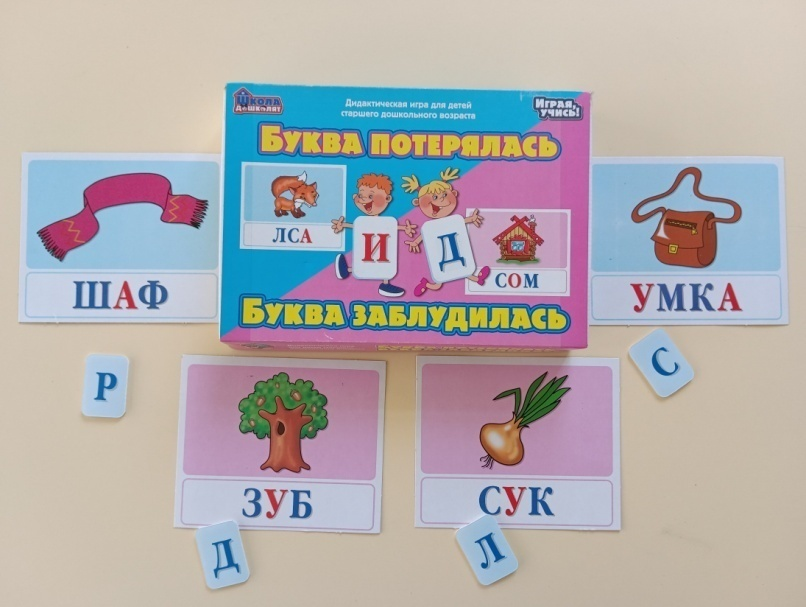 Школа
дошколят
Дидактическая игра для детей
старшего дошкольного возраста
Играя,
учись!
БУКВА ПОТЕРЯЛАСЬ
ЛСА
И
Д
СОМ
БУКВА ЗАБЛУДИЛАСЬ
ШАФ
УМКА
Р
С
ЗУБ
СУК
Д
Л